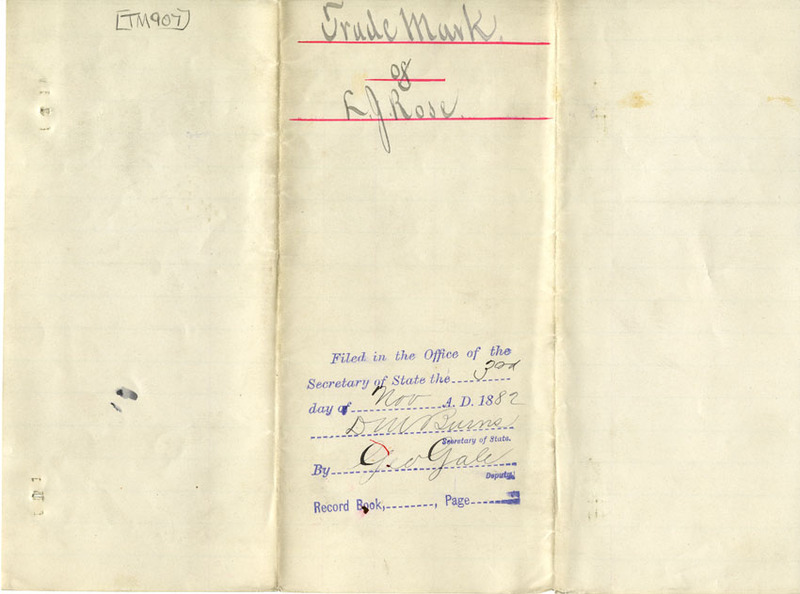 [TM907]
Trade Mark.
of
L. J. Rose.
Filed in the Office of the
Secretary of State the 3rd
day of Nov A. D. 1882
D M Burns
Secretary of State.
By Geo Gale
Deputy
Record Book, , Page